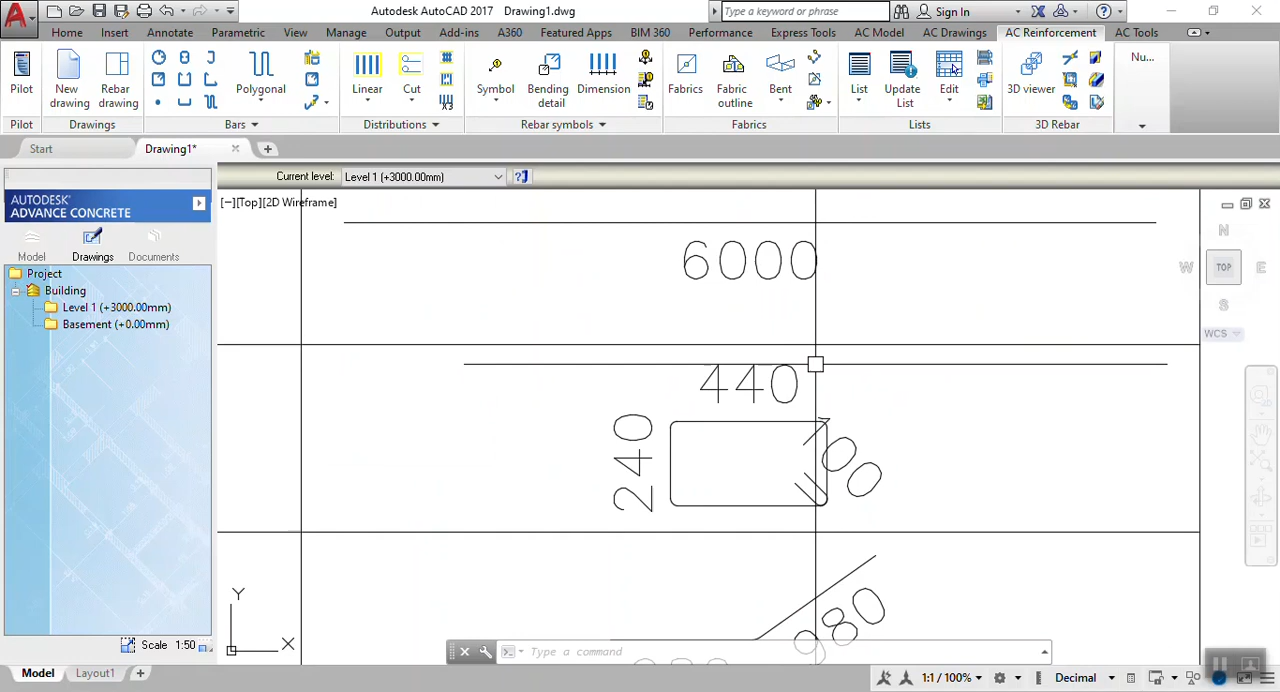 A
Autodesk AutoCAD 2017 Drawing1.dwg
Type a keyword or phrase
Sign In
Home Insert Annotate Parametric View Manage Output Add-ins A360 Featured Apps BIM 360 Performance Express Tools AC Model AC Drawings AC Reinforcement AC Tools
Pilot
New drawing
Rebar drawing
Polygonal
Linear
Cut
Symbol
Bending detail
Dimension
Fabrics
Fabric outline
Bent
List
Update List
Edit
3D viewer
Nu...
Pilot Drawings Bars Distributions Rebar symbols Fabrics Lists 3D Rebar
Start Drawing1*
Current level: Level 1 (+3000.00mm)
AUTODESK
ADVANCE CONCRETE
Model Drawings Documents
Project
Building
Level 1 (+3000.00mm)
Basement (+0.00mm)
Scale 1:50
[−][Top][2D Wireframe]
6000
440
240
100
980
N
W TOP E
S
WCS
Y
X
Type a command
Model Layout1
1:1 / 100% Decimal